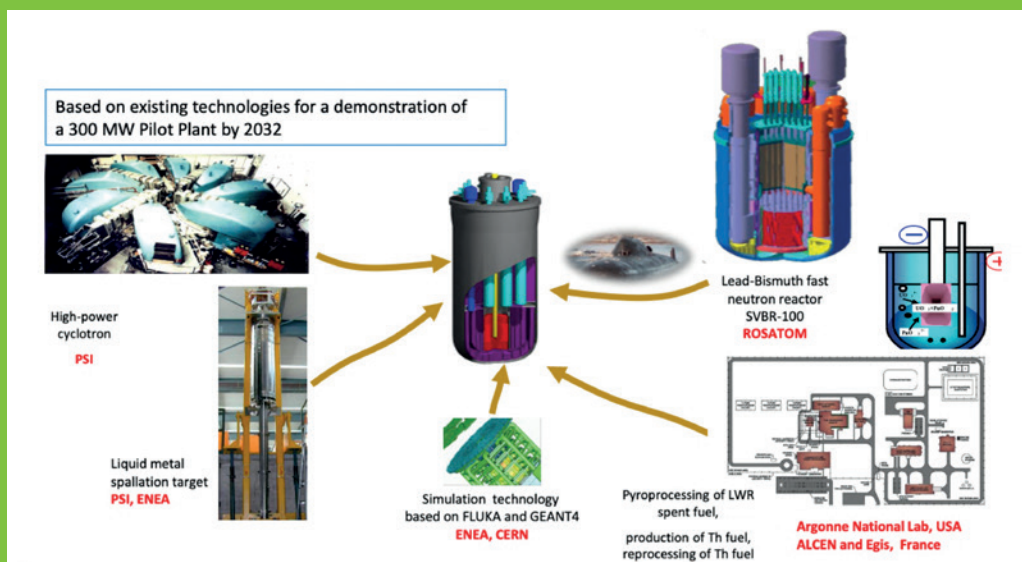 Based on existing technologies for a demonstration of
a 300 MW Pilot Plant by 2032
High-power
cyclotron
PSI
Liquid metal
spallation target
PSI, ENEA
Simulation technology
based on FLUKA and GEANT4
ENEA, CERN
Lead-Bismuth fast
neutron reactor
SVBR-100
ROSATOM
Pyroprocessing of LWR
spent fuel,
production of Th fuel,
reprocessing of Th fuel
Argonne National Lab, USA
ALCEN and Egis, France